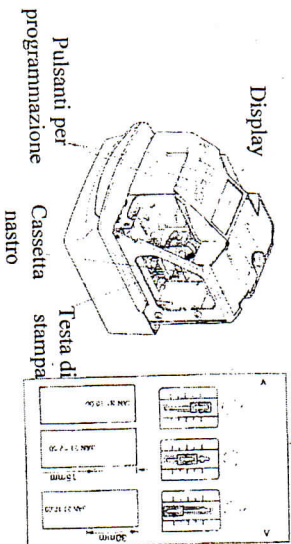 Display
Pulsanti per
programmazione
Cassetta
nastro
Testa di
stampa
15mm
30mm